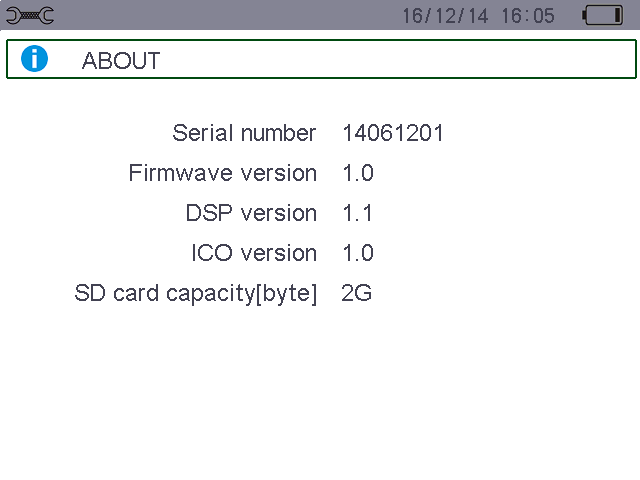 16/12/14 16:05
ABOUT
Serial number 14061201
Firmwave version 1.0
DSP version 1.1
ICO version 1.0
SD card capacity[byte] 2G